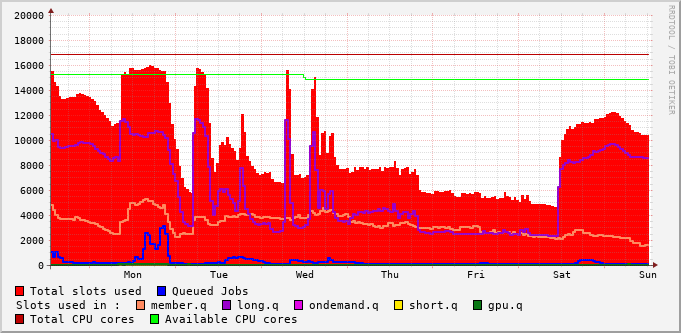 20000
18000
16000
14000
12000
10000
8000
6000
4000
2000
0
Mon Tue Wed Thu Fri Sat Sun
RRDTOOL / TOBI OETIKER
Total slots used Queued Jobs
Slots used in : member.q long.q ondemand.q short.q gpu.q
Total CPU cores Available CPU cores